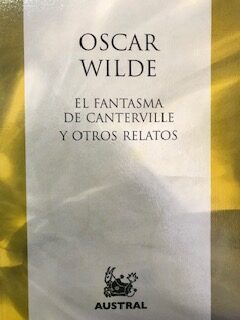 OSCAR
WILDE
EL FANTASMA
DE CANTERVILLE
Y OTROS RELATOS
AUSTRAL